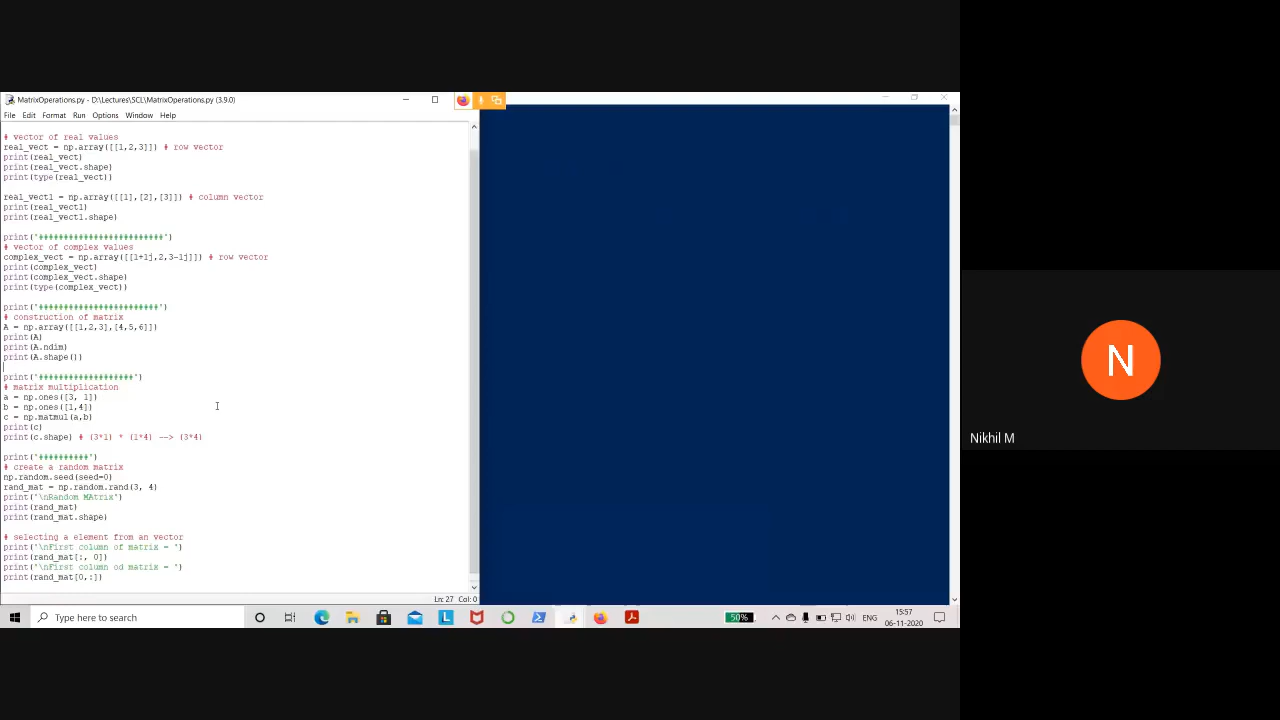 MatrixOperations.py - D:\Lectures\SCL\MatrixOperations.py (3.9.0)
File Edit Format Run Options Window Help
# vector of real values
real_vect = np.array([[1,2,3]]) # row vector
print(real_vect)
print(real_vect.shape)
print(type(real_vect))
real_vect1 = np.array([[1],[2],[3]]) # column vector
print(real_vect1)
print(real_vect1.shape)
print("#########################")
# vector of complex values
complex_vect = np.array([[1+1j,2,3-1j]]) # row vector
print(complex_vect)
print(complex_vect.shape)
print(type(complex_vect))
print("########################")
# construction of matrix
A = np.array([[1,2,3],[4,5,6]])
print(A)
print(A.ndim)
print(A.shape())
print("###################")
# matrix multiplication
a = np.ones([3, 1])
b = np.ones([1,4])
c = np.matmul(a,b)
print(c)
print(c.shape) # (3*1) * (1*4) --> (3*4)
print("##########")
# create a random matrix
np.random.seed(seed=0)
rand_mat = np.random.rand(3, 4)
print("\nRandom MAtrix")
print(rand_mat)
print(rand_mat.shape)
# selecting a element from an vector
print("\nFirst column of matrix = ")
print(rand_mat[:, 0])
print("\nFirst column od matrix = ")
print(rand_mat[0,:])
Ln: 27 Col: 0
N
Nikhil M
Type here to search
50%
ENG
15:57
06-11-2020